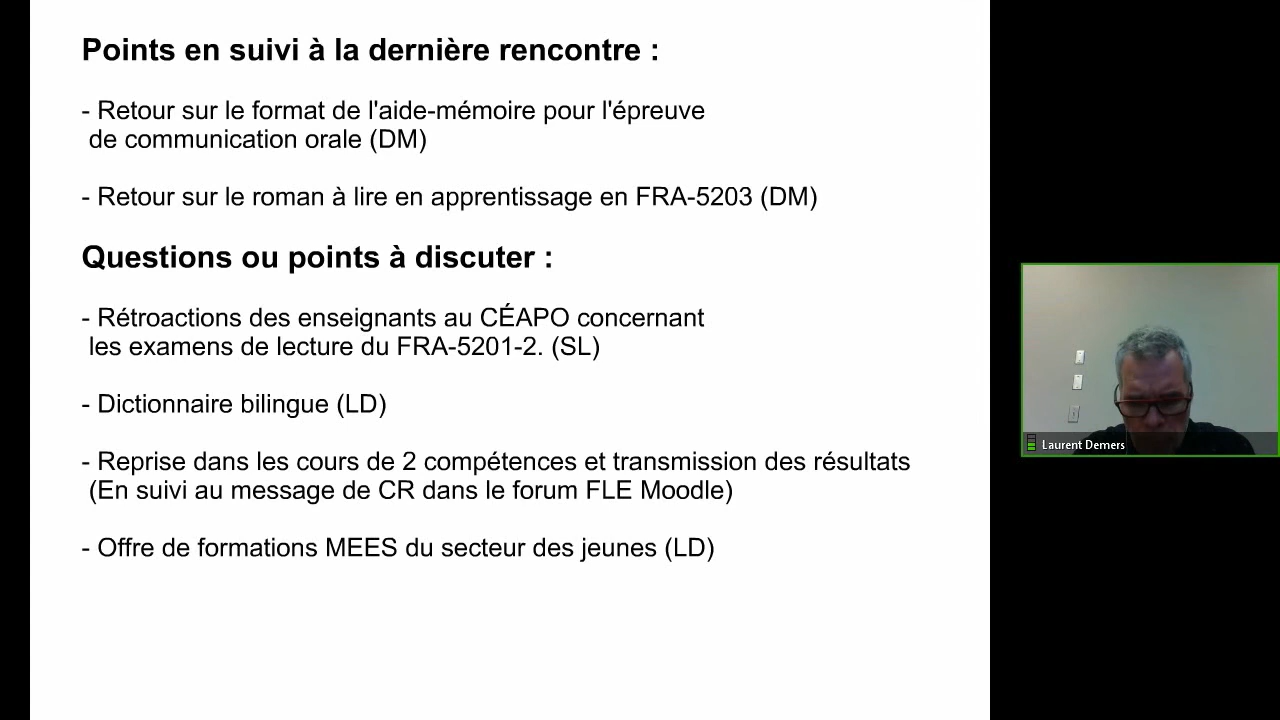 Points en suivi à la dernière rencontre :
- Retour sur le format de l'aide-mémoire pour l'épreuve
de communication orale (DM)
- Retour sur le roman à lire en apprentissage en FRA-5203 (DM)
Questions ou points à discuter :
- Rétroactions des enseignants au CÉAPO concernant
les examens de lecture du FRA-5201-2. (SL)
- Dictionnaire bilingue (LD)
- Reprise dans les cours de 2 compétences et transmission des résultats
(En suivi au message de CR dans le forum FLE Moodle)
- Offre de formations MEES du secteur des jeunes (LD)
Laurent Demers